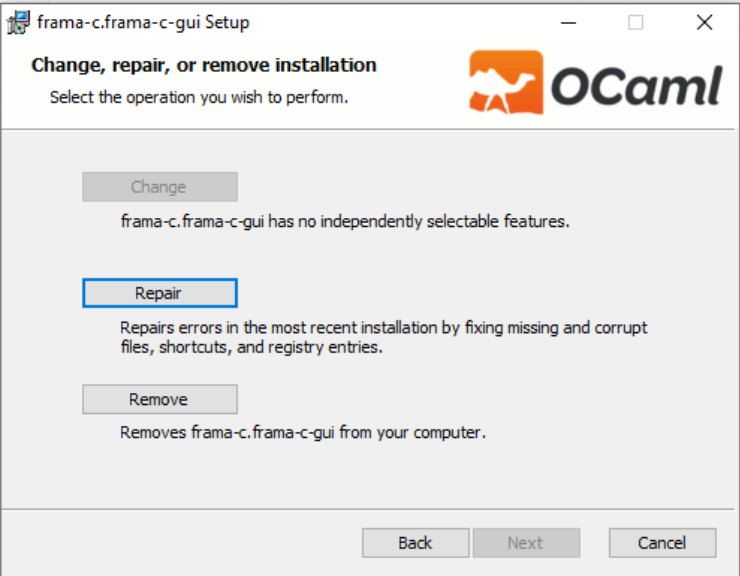 frama-c.frama-c-gui Setup
Change, repair, or remove installation
Select the operation you wish to perform.
OCaml
Change
frama-c.frama-c-gui has no independently selectable features.
Repair
Repairs errors in the most recent installation by fixing missing and corrupt
files, shortcuts, and registry entries.
Remove
Removes frama-c.frama-c-gui from your computer.
Back
Next
Cancel